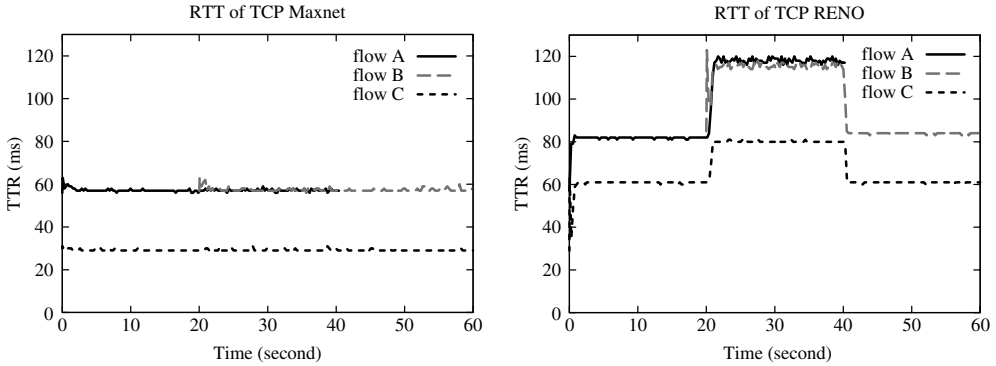 RTT of TCP Maxnet
120
100
80
60
40
20
0
TTR (ms)
flow A
flow B
flow C
0 10 20 30 40 50 60
Time (second)
RTT of TCP RENO
120
100
80
60
40
20
0
TTR (ms)
flow A
flow B
flow C
0 10 20 30 40 50 60
Time (second)